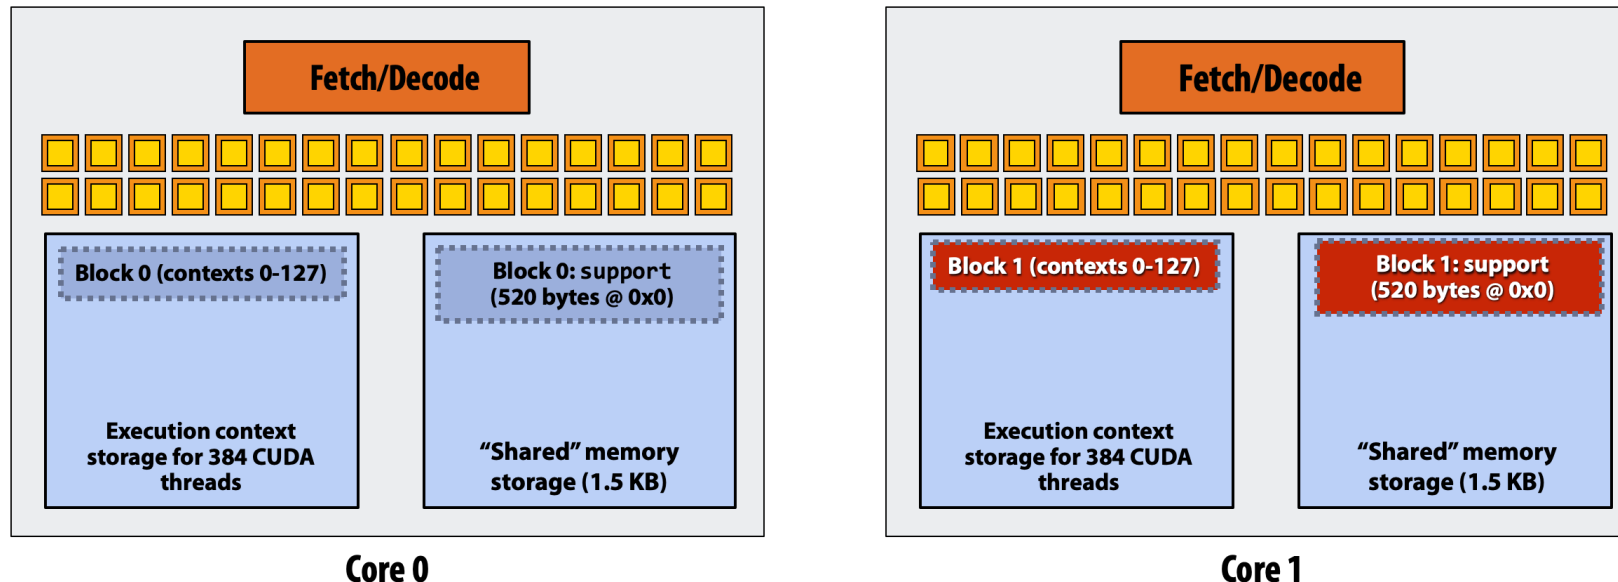 Fetch/Decode
Block 0 (contexts 0-127)
Block 0: support
(520 bytes @ 0x0)
Execution context
storage for 384 CUDA
threads
“Shared” memory
storage (1.5 KB)
Core 0
Fetch/Decode
Block 1 (contexts 0-127)
Block 1: support
(520 bytes @ 0x0)
Execution context
storage for 384 CUDA
threads
“Shared” memory
storage (1.5 KB)
Core 1